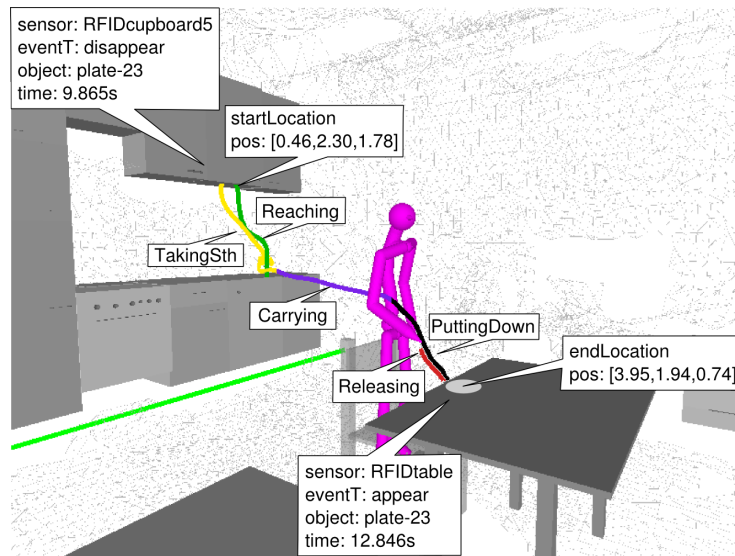 sensor: RFIDcupboard5
eventT: disappear
object: plate-23
time: 9.865s
startLocation
pos: [0.46,2.30,1.78]
Reaching
TakingSth
Carrying
PuttingDown
Releasing
endLocation
pos: [3.95,1.94,0.74]
sensor: RFIDtable
eventT: appear
object: plate-23
time: 12.846s